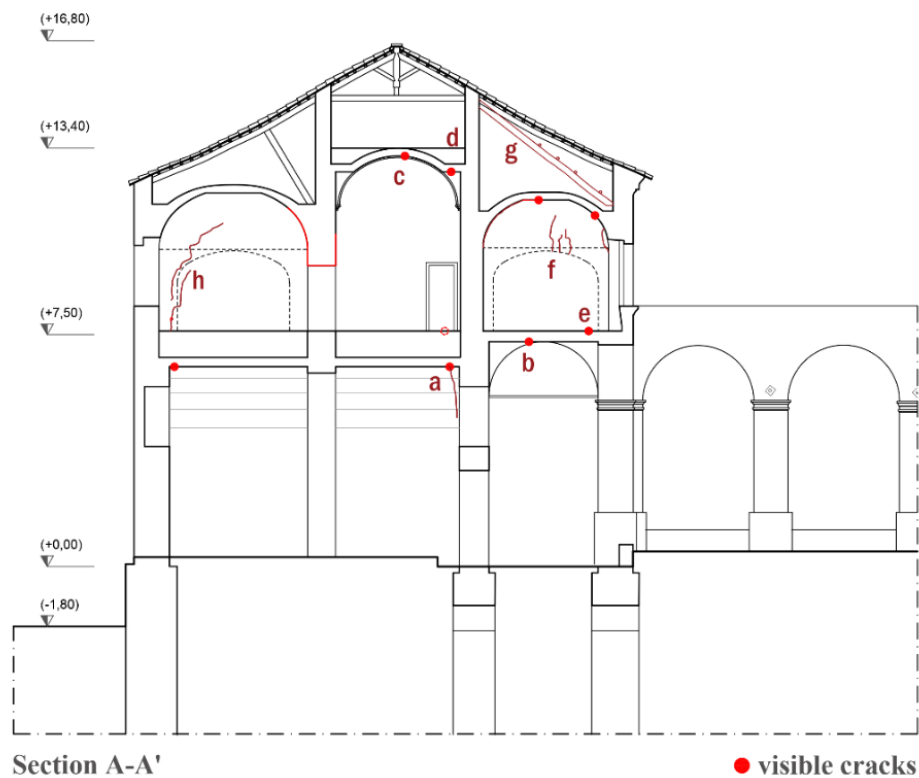 (+16,80)
(+13,40)
d
c
g
h
f
(+7,50)
e
b
a
(+0,00)
(-1,80)
Section A-A'
visible cracks